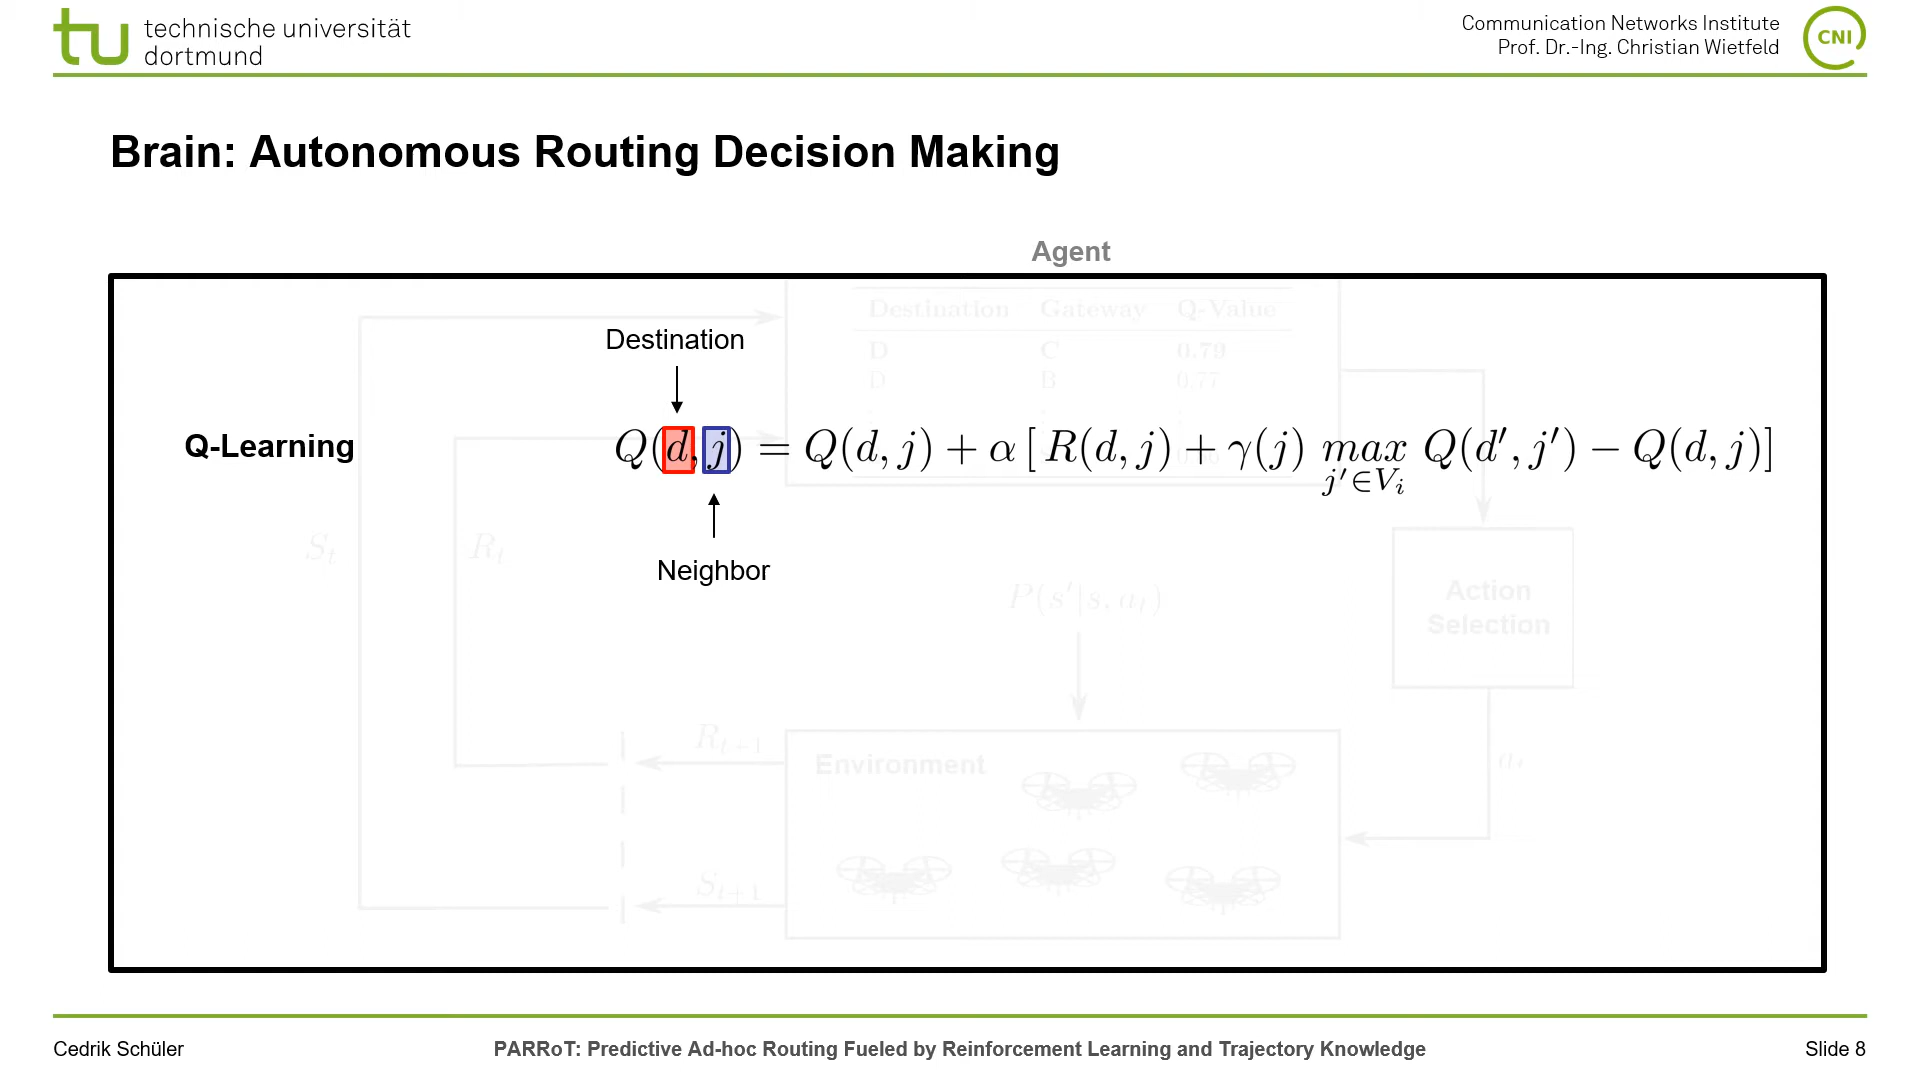 technische universität
dortmund
Communication Networks Institute
Prof. Dr.-Ing. Christian Wietfeld
CNI
Brain: Autonomous Routing Decision Making
Agent
Destination Gateway Q-Value
D C 0.79
D B 0.77
Destination
Q-Learning
Q(d, j) = Q(d, j) + α [ R(d, j) + γ(j) max Q(d′, j′) − Q(d, j)]
j′∈V_i
S_t
R_t
Neighbor
P(s′|s, a_t)
Action
Selection
R_{t+1}
Environment
a_t
S_{t+1}
Cedrik Schüler
PARRoT: Predictive Ad-hoc Routing Fueled by Reinforcement Learning and Trajectory Knowledge
Slide 8